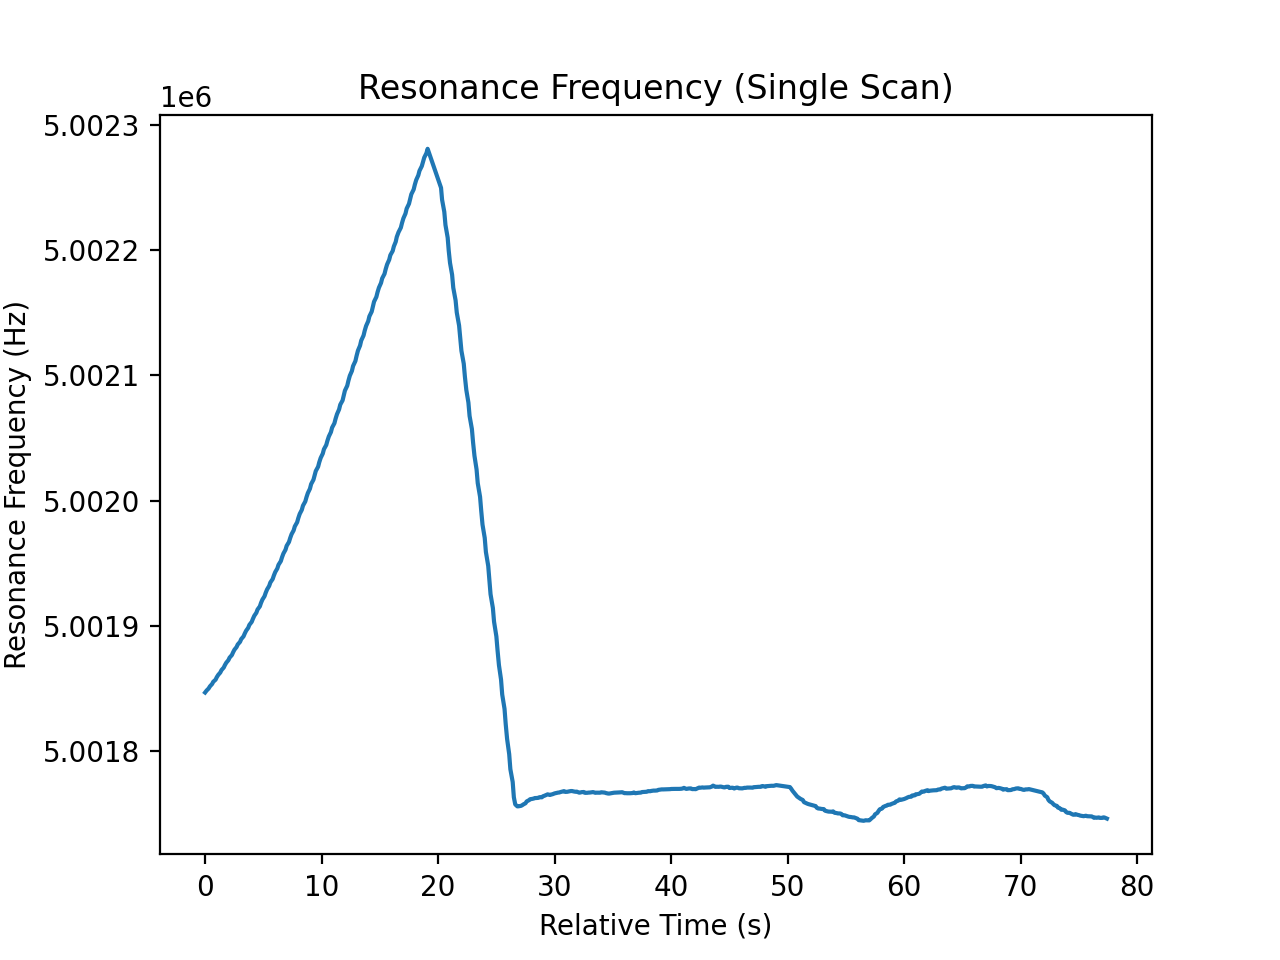 Resonance Frequency (Single Scan)
1e6
5.0023
5.0022
5.0021
5.0020
5.0019
5.0018
Resonance Frequency (Hz)
0 10 20 30 40 50 60 70 80
Relative Time (s)